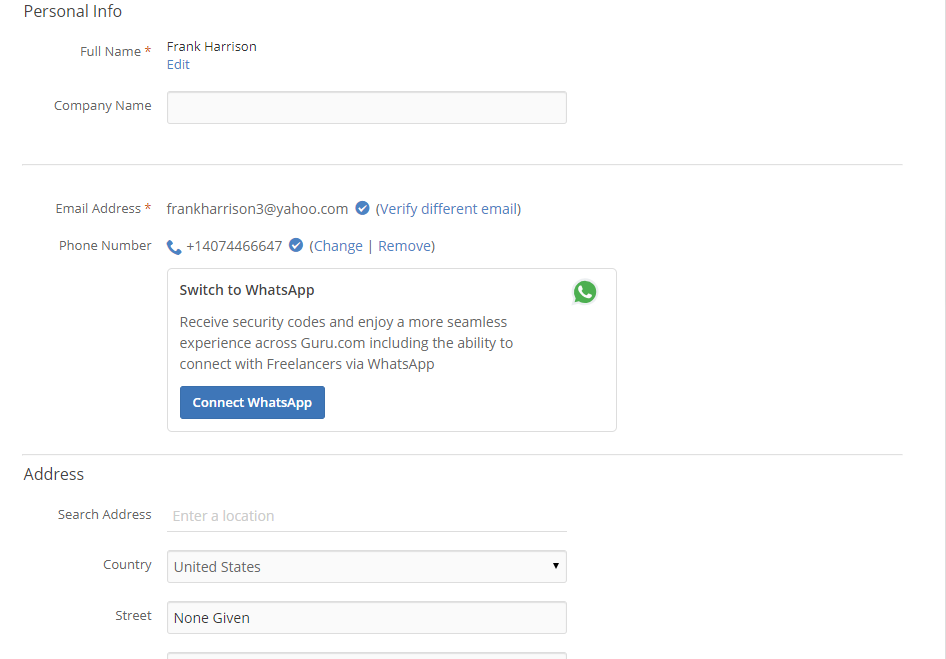 Personal Info
Full Name * Frank Harrison
Edit
Company Name
Email Address * frankharrison3@yahoo.com (Verify different email)
Phone Number +14074466647 (Change | Remove)
Switch to WhatsApp
Receive security codes and enjoy a more seamless
experience across Guru.com including the ability to
connect with Freelancers via WhatsApp
Connect WhatsApp
Address
Search Address Enter a location
Country United States
Street None Given